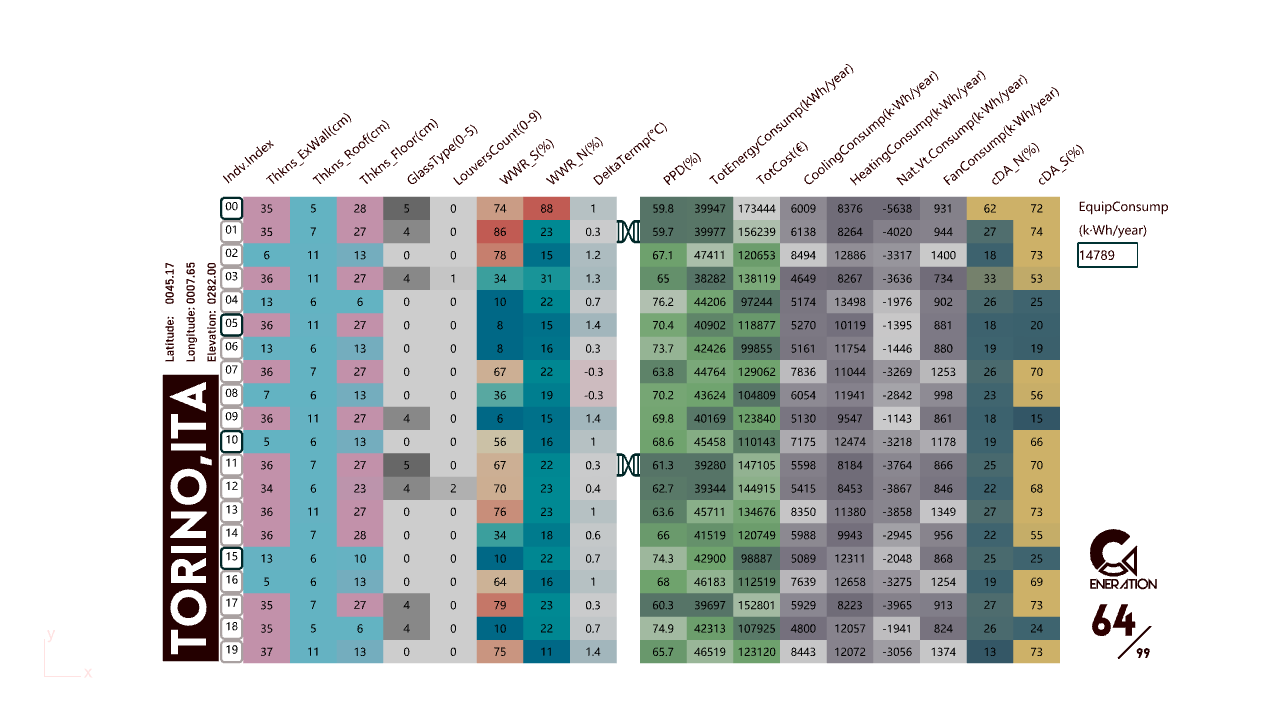 Indv.Index Thkns_ExWall(cm) Thkns_Roof(cm) Thkns_Floor(cm) GlassType(0-5) LouversCount(0-9) WWR_S(%) WWR_N(%) DeltaTermp(°C) PPD(%) TotEnergyConsump(kWh/year) TotCost(€) CoolingConsump(k·Wh/year) HeatingConsump(k·Wh/year) Nat.Vt.Consump(k·Wh/year) FanConsump(k·Wh/year) cDA_N(%) cDA_S(%)
00 35 5 28 5 0 74 88 1 59.8 39947 173444 6009 8376 -5638 931 62 72
01 35 7 27 4 0 86 23 0.3 59.7 39977 156239 6138 8264 -4020 944 27 74
02 6 11 13 0 0 78 15 1.2 67.1 47411 120653 8494 12886 -3317 1400 18 73
03 36 11 27 4 1 34 31 1.3 65 38282 138119 4649 8267 -3636 734 33 53
04 13 6 6 0 0 10 22 0.7 76.2 44206 97244 5174 13498 -1976 902 26 25
05 36 11 27 0 0 8 15 1.4 70.4 40902 118877 5270 10119 -1395 881 18 20
06 13 6 13 0 0 8 16 0.3 73.7 42426 99855 5161 11754 -1446 880 19 19
07 36 7 27 0 0 67 22 -0.3 63.8 44764 129062 7836 11044 -3269 1253 26 70
08 7 6 13 0 0 36 19 -0.3 70.2 43624 104809 6054 11941 -2842 998 23 56
09 36 11 27 4 0 6 15 1.4 69.8 40169 123840 5130 9547 -1143 861 18 15
10 5 6 13 0 0 56 16 1 68.6 45458 110143 7175 12474 -3218 1178 19 66
11 36 7 27 5 0 67 22 0.3 61.3 39280 147105 5598 8184 -3764 866 25 70
12 34 6 23 4 2 70 23 0.4 62.7 39344 144915 5415 8453 -3867 846 22 68
13 36 11 27 0 0 76 23 1 63.6 45711 134676 8350 11380 -3858 1349 27 73
14 36 7 28 0 0 34 18 0.6 66 41519 120749 5988 9943 -2945 956 22 55
15 13 6 10 0 0 10 22 0.7 74.3 42900 98887 5089 12311 -2048 868 25 25
16 5 6 13 0 0 64 16 1 68 46183 112519 7639 12658 -3275 1254 19 69
17 35 7 27 4 0 79 23 0.3 60.3 39697 152801 5929 8223 -3965 913 27 73
18 35 5 6 4 0 10 22 0.7 74.9 42313 107925 4800 12057 -1941 824 26 24
19 37 11 13 0 0 75 11 1.4 65.7 46519 123120 8443 12072 -3056 1374 13 73
Latitude: 0045.17
Longitude: 0007.65
Elevation: 0282.00
TORINO,ITA
EquipConsump
(k·Wh/year)
14789
ENERATION
64/99
y
x